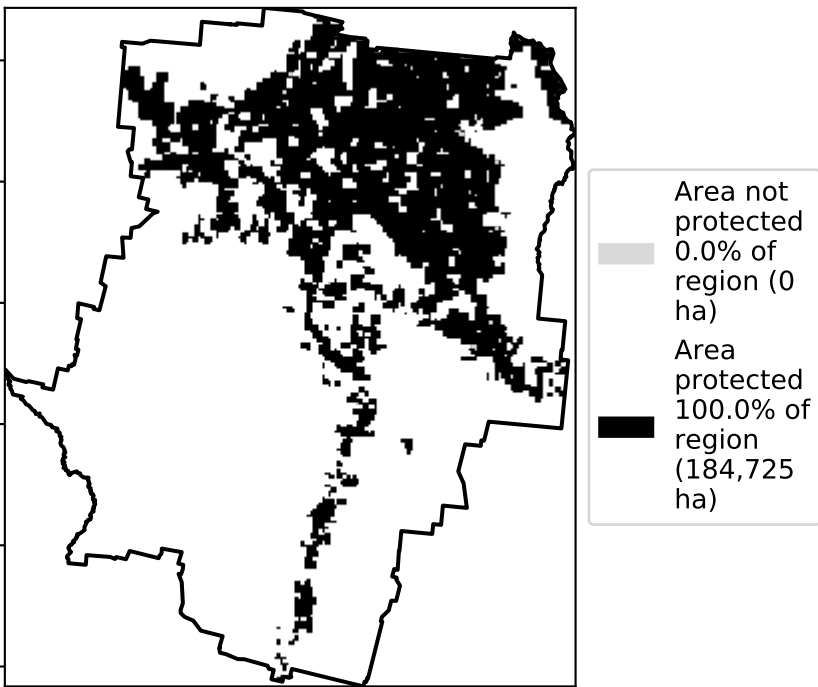 Area not
protected
0.0% of
region (0
ha)
Area
protected
100.0% of
region
(184,725
ha)